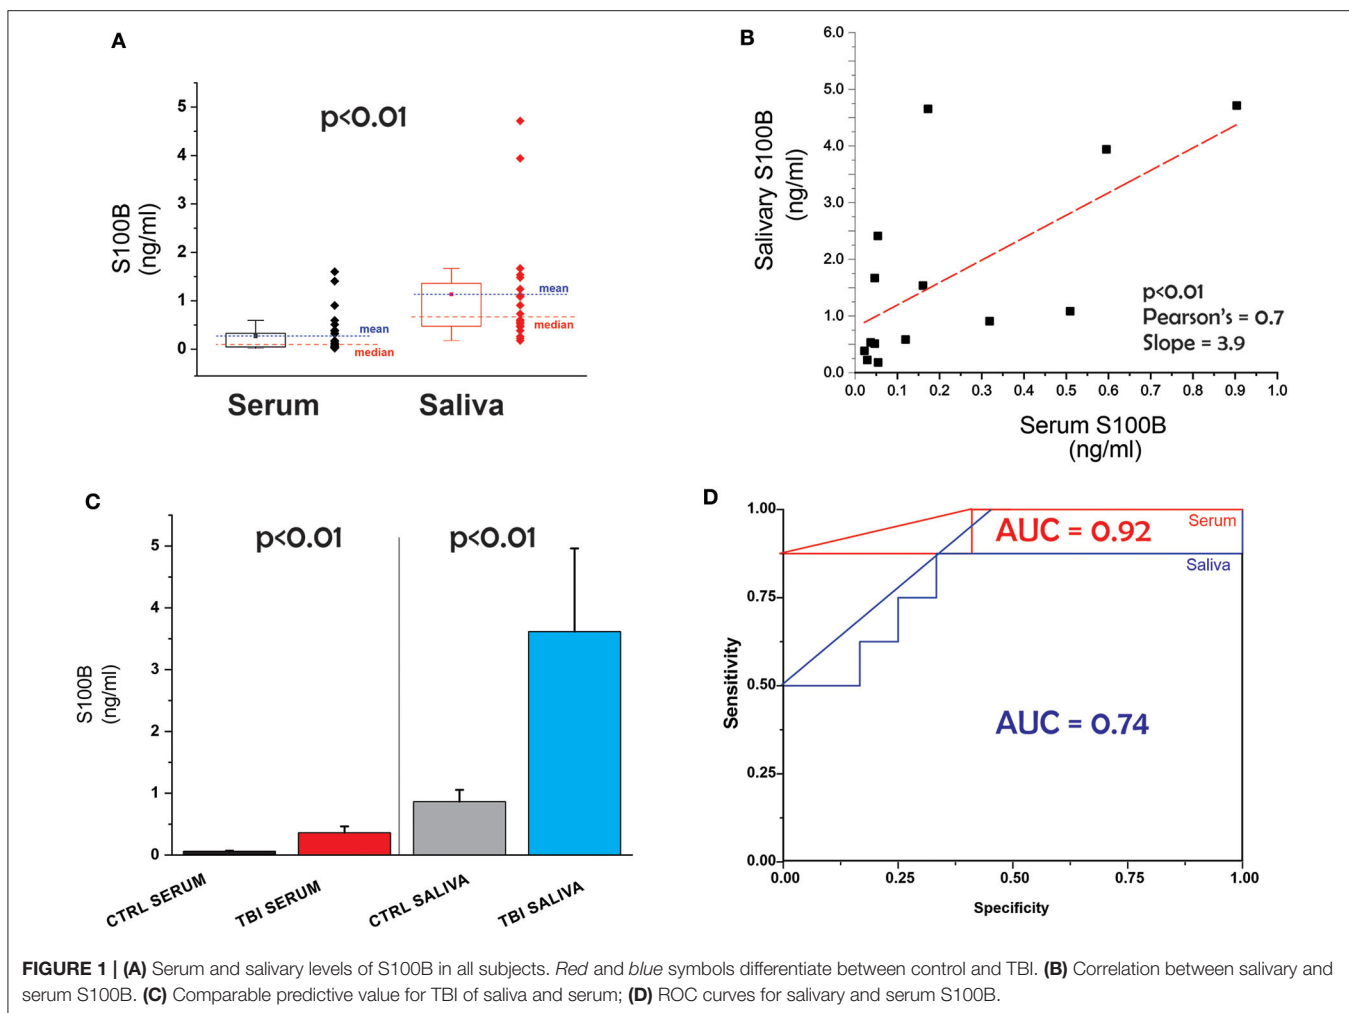 A
p<0.01
S100B
(ng/ml)
5
4
3
2
1
0
mean
median
mean
median
Serum
Saliva
B
Salivary S100B
(ng/ml)
6.0
5.0
4.0
3.0
2.0
1.0
0.0
p<0.01
Pearson's = 0.7
Slope = 3.9
0.0 0.1 0.2 0.3 0.4 0.5 0.6 0.7 0.8 0.9 1.0
Serum S100B
(ng/ml)
C
p<0.01
p<0.01
S100B
(ng/ml)
5
4
3
2
1
0
CTRL SERUM
TBI SERUM
CTRL SALIVA
TBI SALIVA
D
Sensitivity
1.00
0.75
0.50
0.25
0.00
Serum
AUC = 0.92
Saliva
AUC = 0.74
0.00 0.25 0.50 0.75 1.00
Specificity
FIGURE 1 | (A) Serum and salivary levels of S100B in all subjects. Red and blue symbols differentiate between control and TBI. (B) Correlation between salivary and
serum S100B. (C) Comparable predictive value for TBI of saliva and serum; (D) ROC curves for salivary and serum S100B.